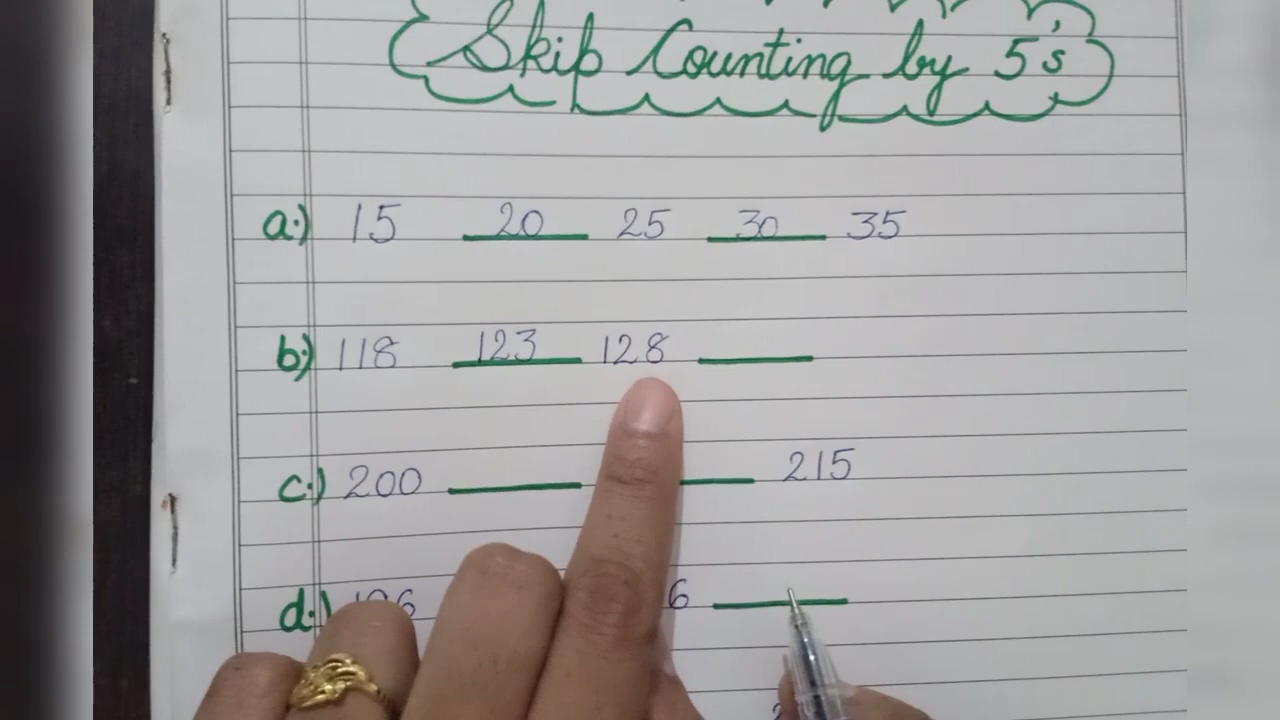 Skip Counting by 5's
a.) 15 20 25 30 35
b.) 118 123 128
c.) 200 215
d.)